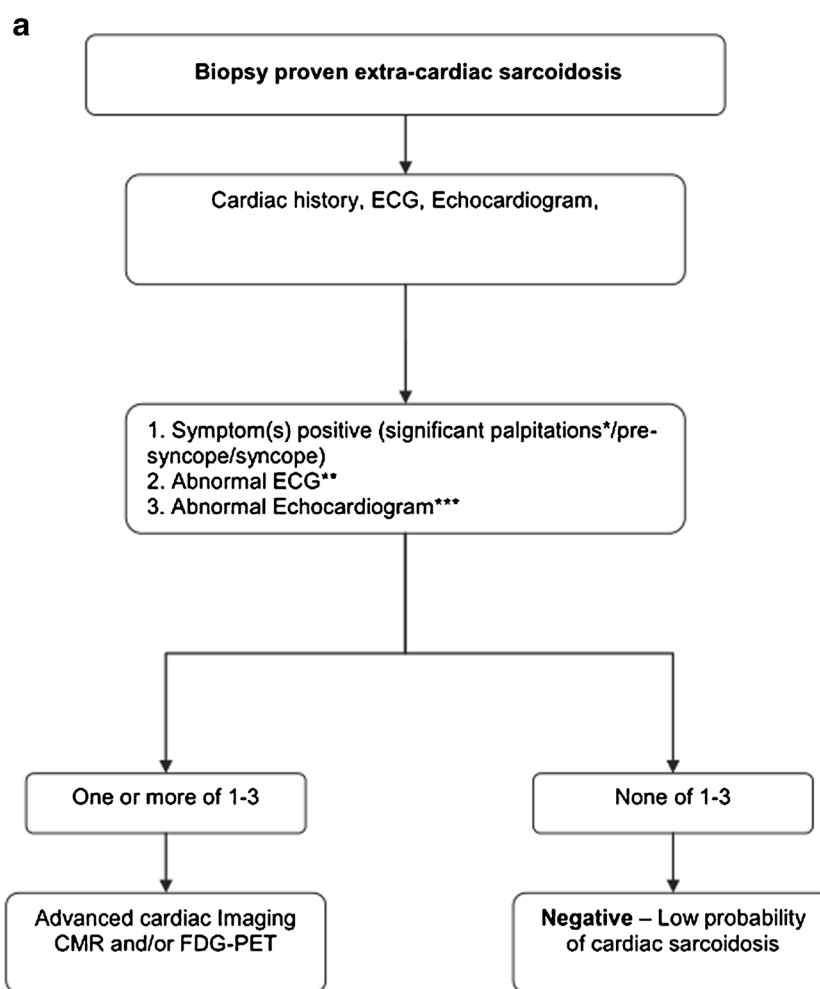 a
Biopsy proven extra-cardiac sarcoidosis
Cardiac history, ECG, Echocardiogram,
1. Symptom(s) positive (significant palpitations*/pre-
syncope/syncope)
2. Abnormal ECG**
3. Abnormal Echocardiogram***
One or more of 1-3
None of 1-3
Advanced cardiac Imaging
CMR and/or FDG-PET
Negative – Low probability
of cardiac sarcoidosis